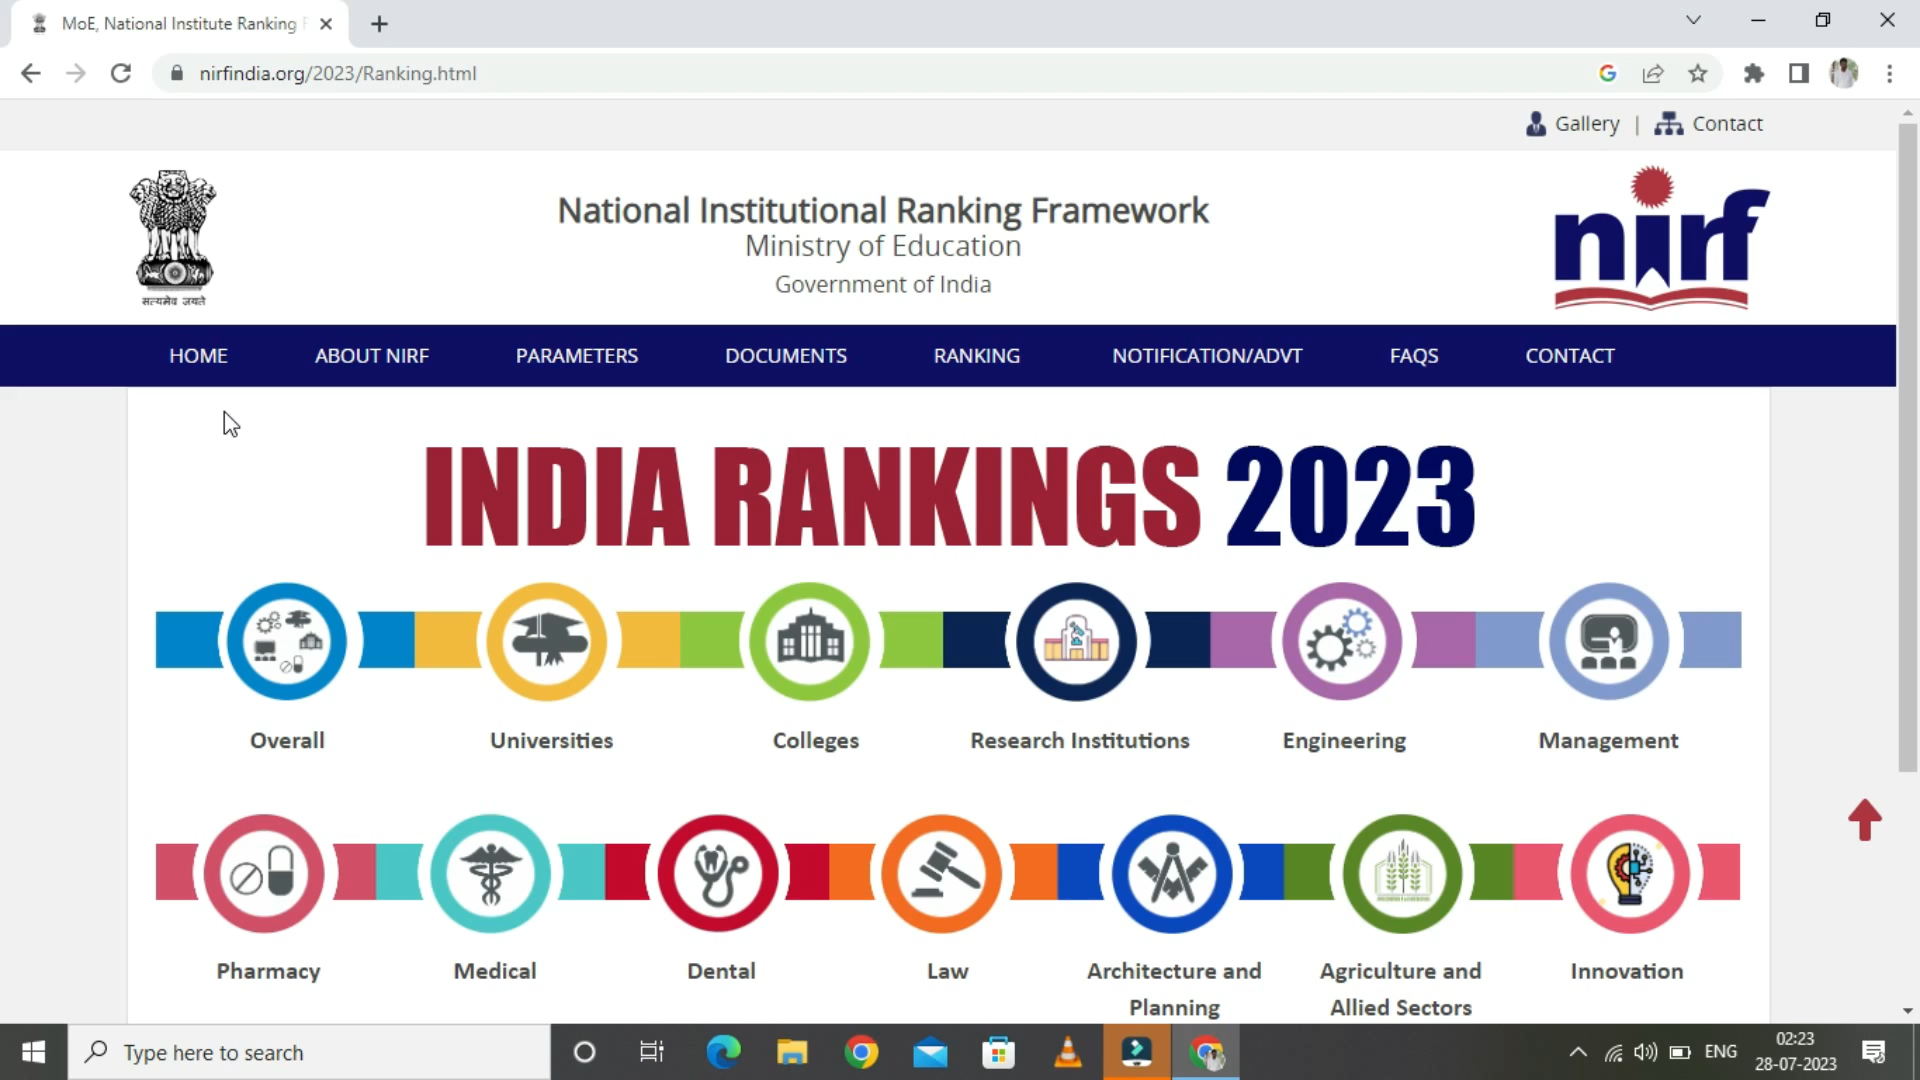 MoE, National Institute Ranking
nirfindia.org/2023/Ranking.html
Gallery | Contact
सत्यमेव जयते
National Institutional Ranking Framework
Ministry of Education
Government of India
nirf
HOME ABOUT NIRF PARAMETERS DOCUMENTS RANKING NOTIFICATION/ADVT FAQS CONTACT
INDIA RANKINGS 2023
Overall Universities Colleges Research Institutions Engineering Management
Pharmacy Medical Dental Law Architecture and Planning Agriculture and Allied Sectors Innovation
Type here to search
ENG
02:23
28-07-2023